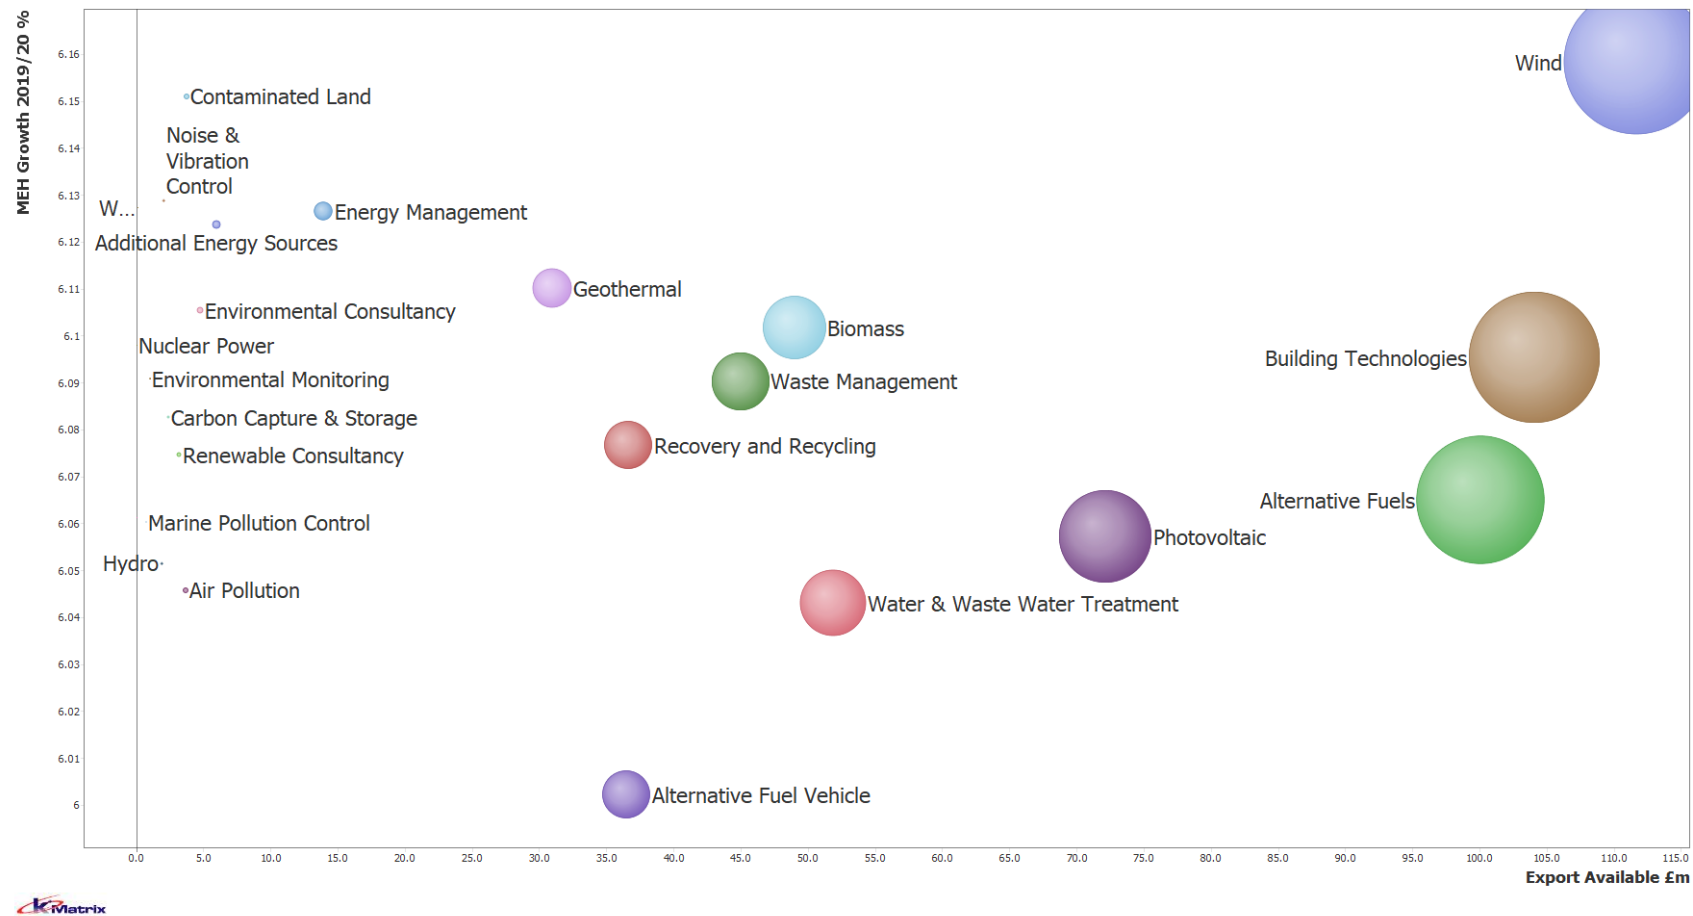 MEH Growth 2019/20 %
6.16
6.15
6.14
6.13
6.12
6.11
6.1
6.09
6.08
6.07
6.06
6.05
6.04
6.03
6.02
6.01
6
Wind
Contaminated Land
Noise &
Vibration
Control
W...
Energy Management
Additional Energy Sources
Geothermal
Environmental Consultancy
Biomass
Nuclear Power
Building Technologies
Environmental Monitoring
Waste Management
Carbon Capture & Storage
Recovery and Recycling
Renewable Consultancy
Alternative Fuels
Marine Pollution Control
Photovoltaic
Hydro
Air Pollution
Water & Waste Water Treatment
Alternative Fuel Vehicle
0.0 5.0 10.0 15.0 20.0 25.0 30.0 35.0 40.0 45.0 50.0 55.0 60.0 65.0 70.0 75.0 80.0 85.0 90.0 95.0 100.0 105.0 110.0 115.0
Export Available £m
kMatrix